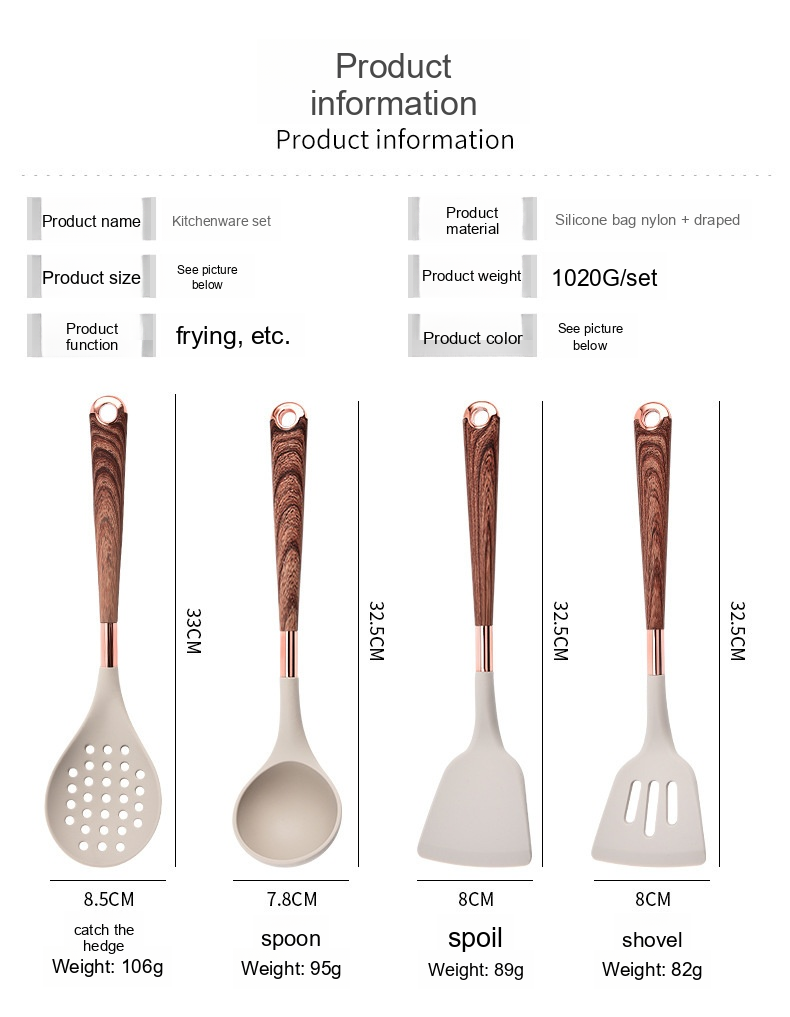 Product
information
Product information
Product name
Kitchenware set
Product
material
Silicone bag nylon + draped
Product size
See picture
below
Product weight
1020G/set
Product
function
frying, etc.
Product color
See picture
below
33CM
32.5CM
32.5CM
32.5CM
8.5CM
7.8CM
8CM
8CM
catch the
hedge
spoon
spoil
shovel
Weight: 106g
Weight: 95g
Weight: 89g
Weight: 82g